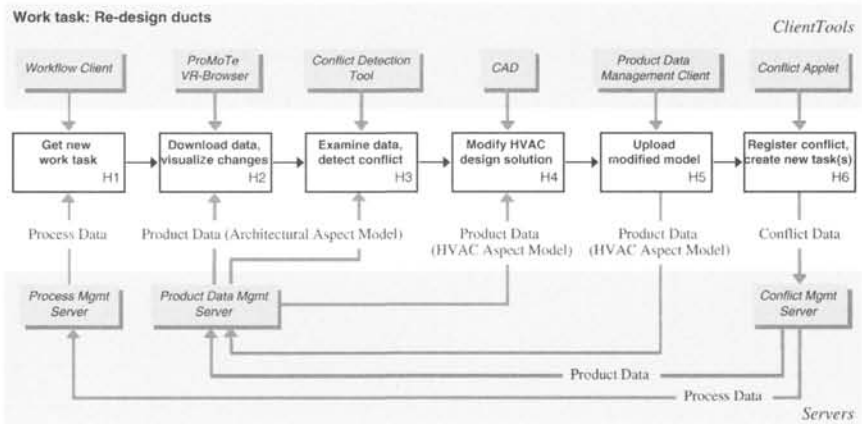 Work task: Re-design ducts
ClientTools
Workflow Client
ProMoTe
VR-Browser
Conflict Detection
Tool
CAD
Product Data
Management Client
Conflict Applet
Get new
work task
H1
Download data,
visualize changes
H2
Examine data,
detect conflict
H3
Modify HVAC
design solution
H4
Upload
modified model
H5
Register conflict,
create new task(s)
H6
Process Data
Product Data (Architectural Aspect Model)
Product Data
(HVAC Aspect Model)
Product Data
(HVAC Aspect Model)
Conflict Data
Process Mgmt
Server
Product Data Mgmt
Server
Conflict Mgmt
Server
Product Data
Process Data
Servers